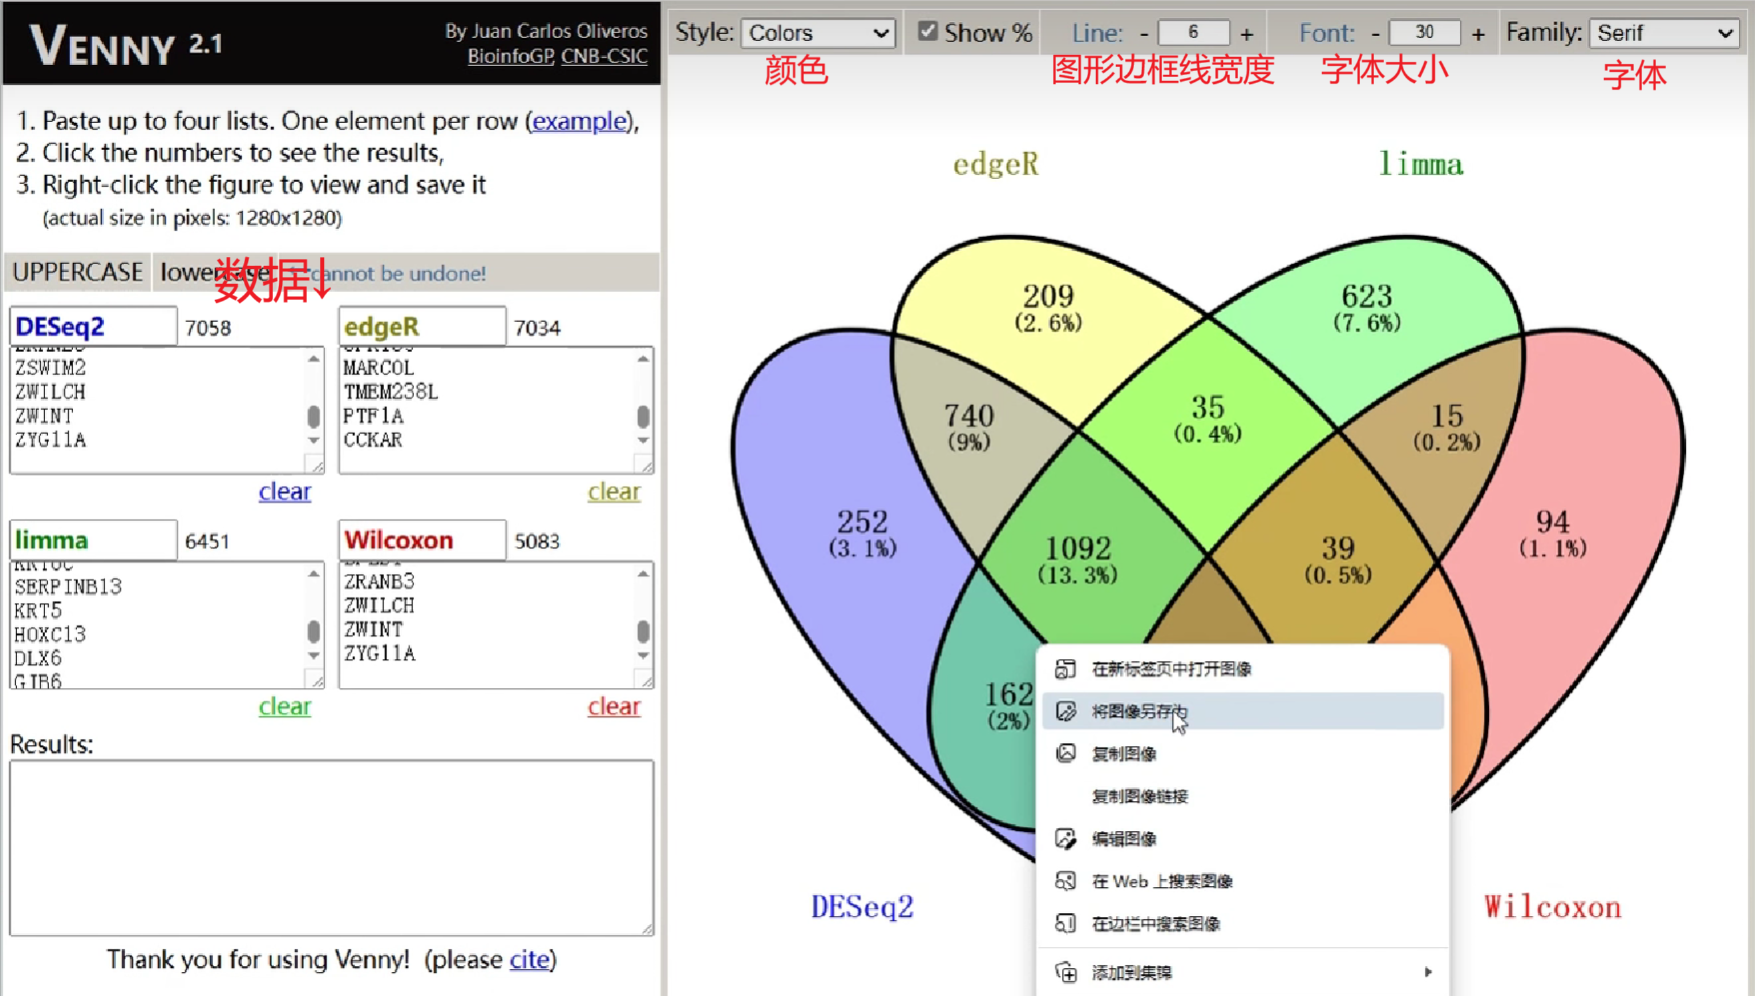 VENNY 2.1
By Juan Carlos Oliveros
BioinfoGP, CNB-CSIC
1. Paste up to four lists. One element per row (example),
2. Click the numbers to see the results,
3. Right-click the figure to view and save it
(actual size in pixels: 1280x1280)
UPPERCASE lowercase cannot be undone!
数据↓
DESeq2 7058
ZSWIM2
ZWILCH
ZWINT
ZYG11A
clear
edgeR 7034
MARCOL
TMEM238L
PTF1A
CCKAR
clear
limma 6451
SERPINB13
KRT5
HOXC13
DLX6
GJB6
clear
Wilcoxon 5083
ZRANB3
ZWILCH
ZWINT
ZYG11A
clear
Results:
Thank you for using Venny! (please cite)
Style: Colors Show % Line: - 6 + Font: - 30 + Family: Serif
颜色 图形边框线宽度 字体大小 字体
edgeR limma
209
(2.6%)
623
(7.6%)
740
(9%)
35
(0.4%)
15
(0.2%)
252
(3.1%)
1092
(13.3%)
39
(0.5%)
94
(1.1%)
162
(2%)
DESeq2
Wilcoxon
在新标签页中打开图像
将图像另存为
复制图像
复制图像链接
编辑图像
在 Web 上搜索图像
在边栏中搜索图像
添加到集锦